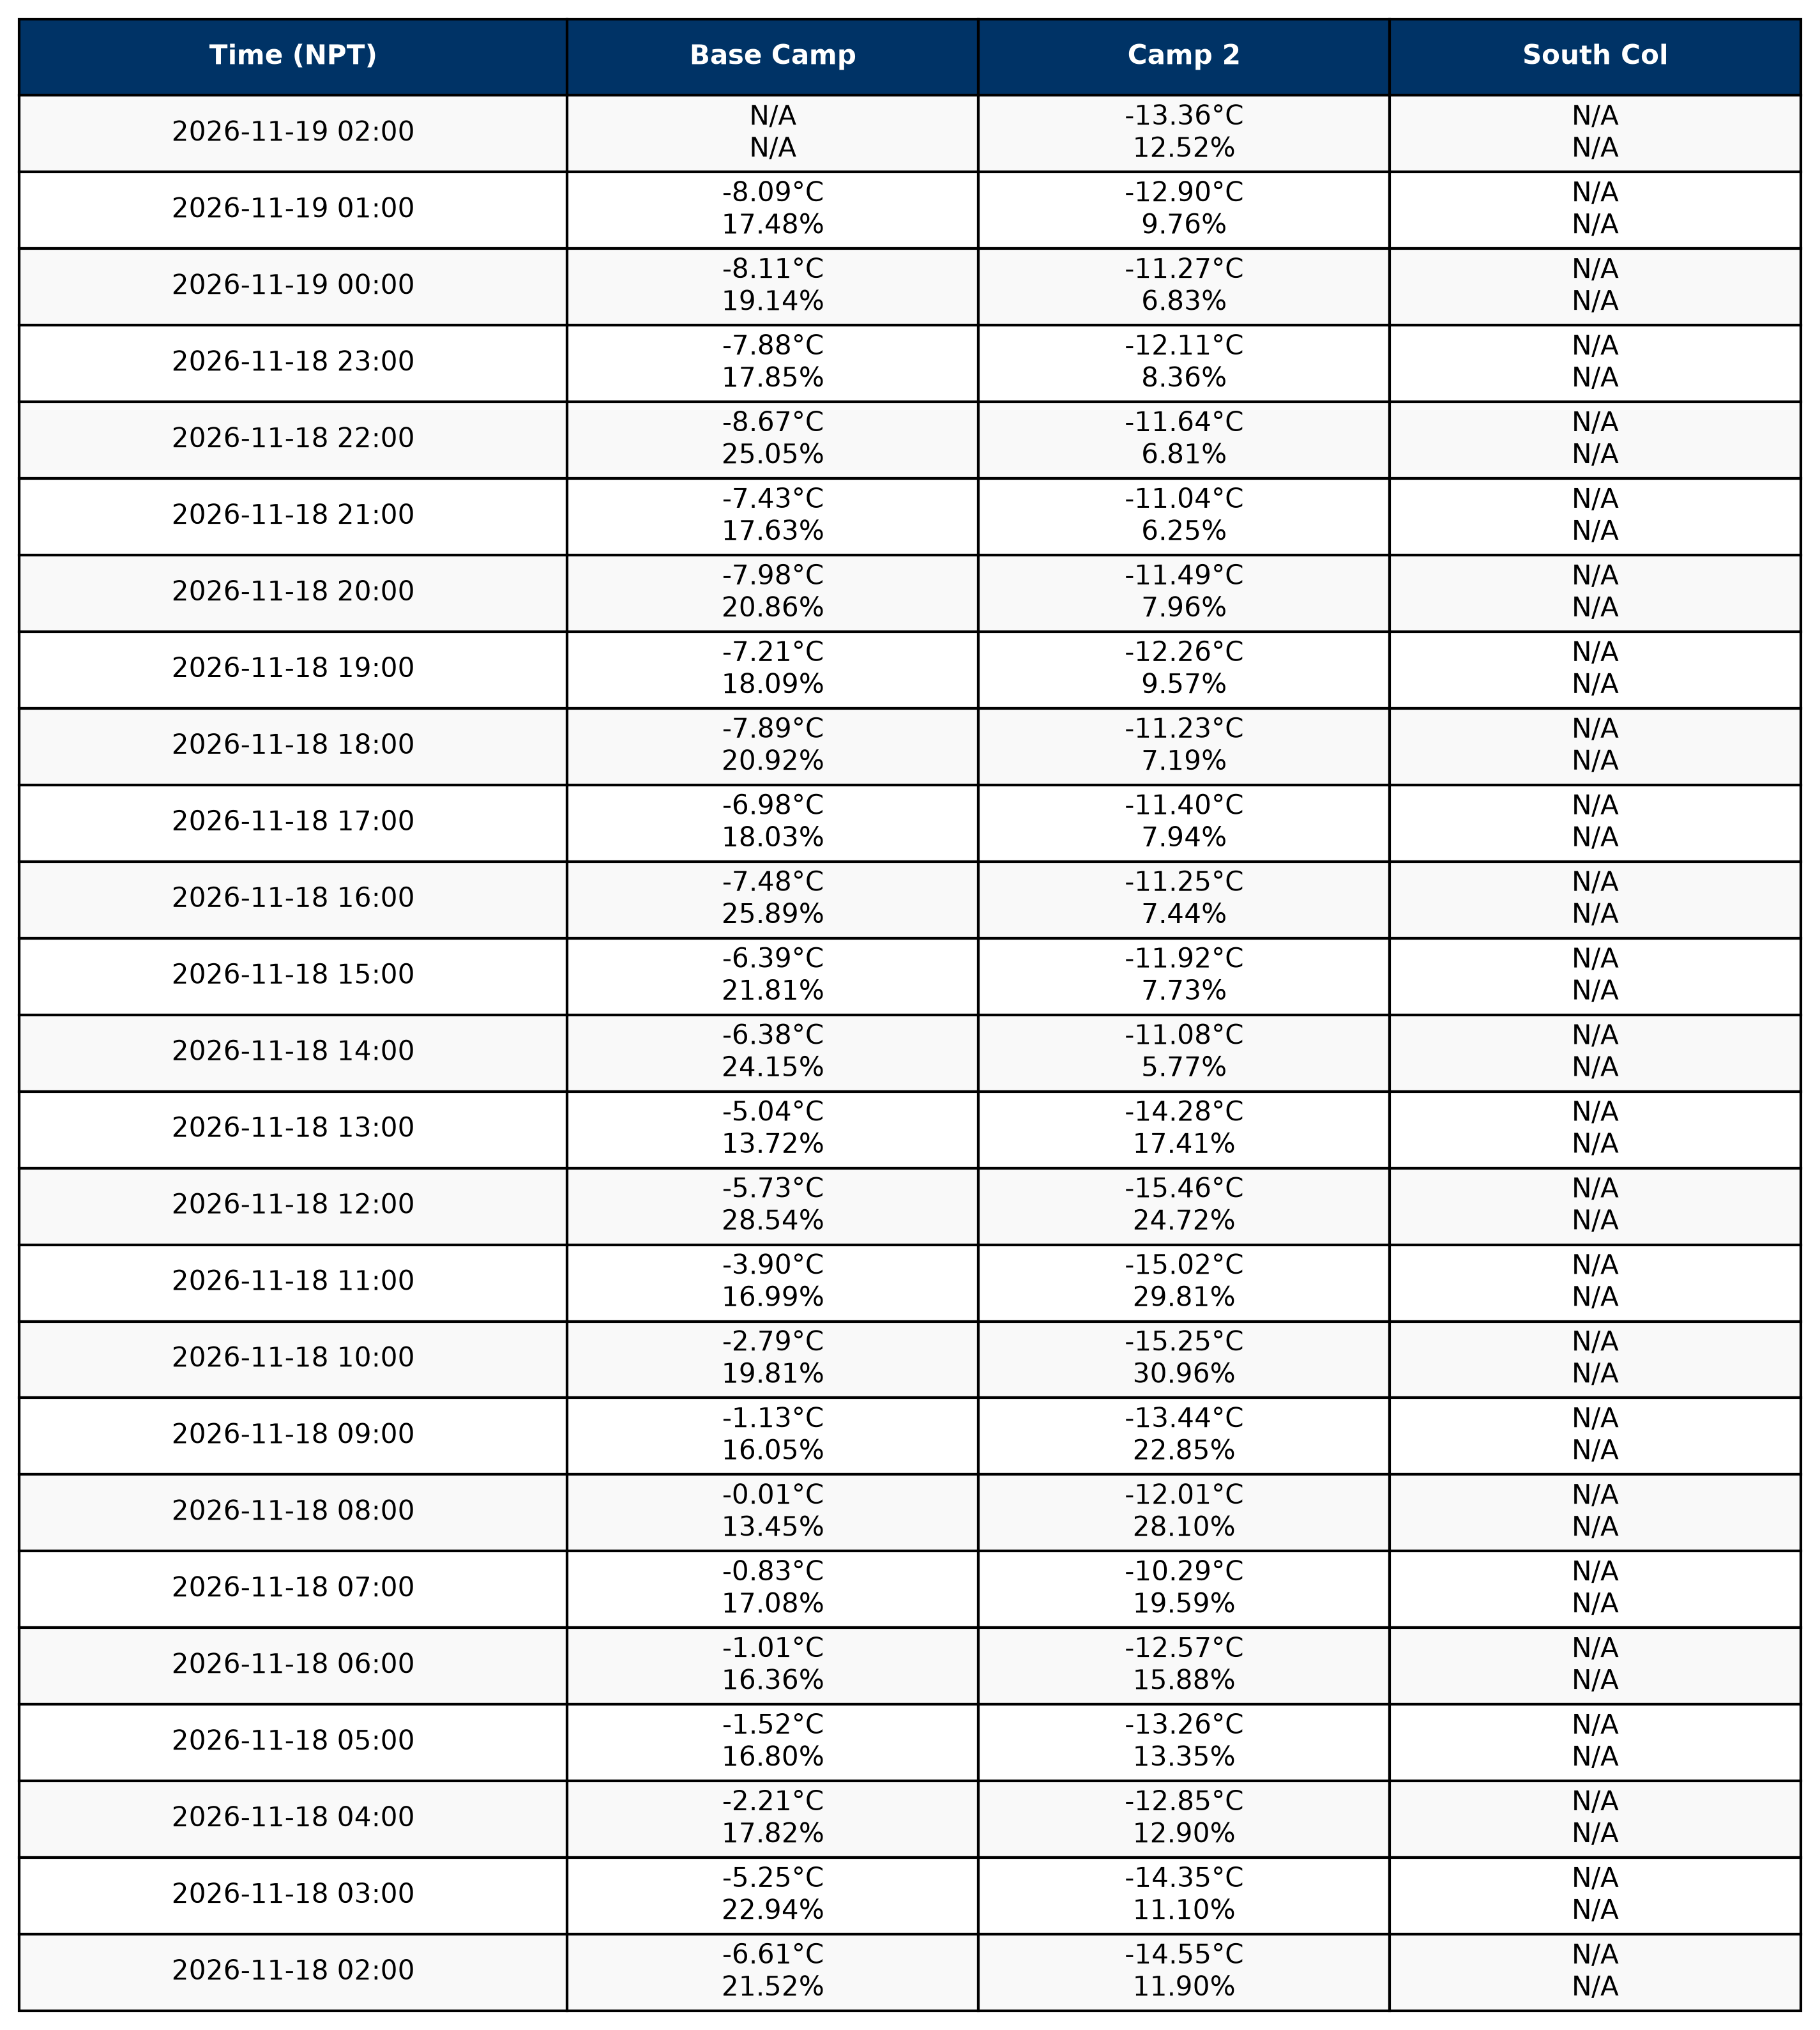 Time (NPT) Base Camp Camp 2 South Col
2026-11-19 02:00 N/A -13.36°C N/A
N/A 12.52% N/A
2026-11-19 01:00 -8.09°C -12.90°C N/A
17.48% 9.76% N/A
2026-11-19 00:00 -8.11°C -11.27°C N/A
19.14% 6.83% N/A
2026-11-18 23:00 -7.88°C -12.11°C N/A
17.85% 8.36% N/A
2026-11-18 22:00 -8.67°C -11.64°C N/A
25.05% 6.81% N/A
2026-11-18 21:00 -7.43°C -11.04°C N/A
17.63% 6.25% N/A
2026-11-18 20:00 -7.98°C -11.49°C N/A
20.86% 7.96% N/A
2026-11-18 19:00 -7.21°C -12.26°C N/A
18.09% 9.57% N/A
2026-11-18 18:00 -7.89°C -11.23°C N/A
20.92% 7.19% N/A
2026-11-18 17:00 -6.98°C -11.40°C N/A
18.03% 7.94% N/A
2026-11-18 16:00 -7.48°C -11.25°C N/A
25.89% 7.44% N/A
2026-11-18 15:00 -6.39°C -11.92°C N/A
21.81% 7.73% N/A
2026-11-18 14:00 -6.38°C -11.08°C N/A
24.15% 5.77% N/A
2026-11-18 13:00 -5.04°C -14.28°C N/A
13.72% 17.41% N/A
2026-11-18 12:00 -5.73°C -15.46°C N/A
28.54% 24.72% N/A
2026-11-18 11:00 -3.90°C -15.02°C N/A
16.99% 29.81% N/A
2026-11-18 10:00 -2.79°C -15.25°C N/A
19.81% 30.96% N/A
2026-11-18 09:00 -1.13°C -13.44°C N/A
16.05% 22.85% N/A
2026-11-18 08:00 -0.01°C -12.01°C N/A
13.45% 28.10% N/A
2026-11-18 07:00 -0.83°C -10.29°C N/A
17.08% 19.59% N/A
2026-11-18 06:00 -1.01°C -12.57°C N/A
16.36% 15.88% N/A
2026-11-18 05:00 -1.52°C -13.26°C N/A
16.80% 13.35% N/A
2026-11-18 04:00 -2.21°C -12.85°C N/A
17.82% 12.90% N/A
2026-11-18 03:00 -5.25°C -14.35°C N/A
22.94% 11.10% N/A
2026-11-18 02:00 -6.61°C -14.55°C N/A
21.52% 11.90% N/A